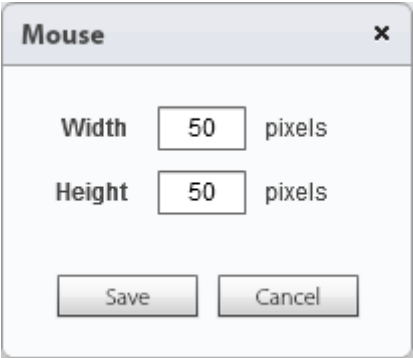 Mouse ×
Width 50 pixels
Height 50 pixels
Save Cancel